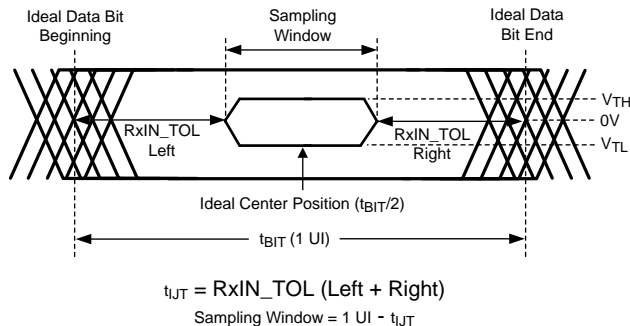 Ideal Data Bit
Beginning
Sampling
Window
Ideal Data
Bit End
RxIN_TOL
Left
RxIN_TOL
Right
VTH
0V
VTL
Ideal Center Position (tBIT/2)
tBIT (1 UI)
tIJT = RxIN_TOL (Left + Right)
Sampling Window = 1 UI - tIJT